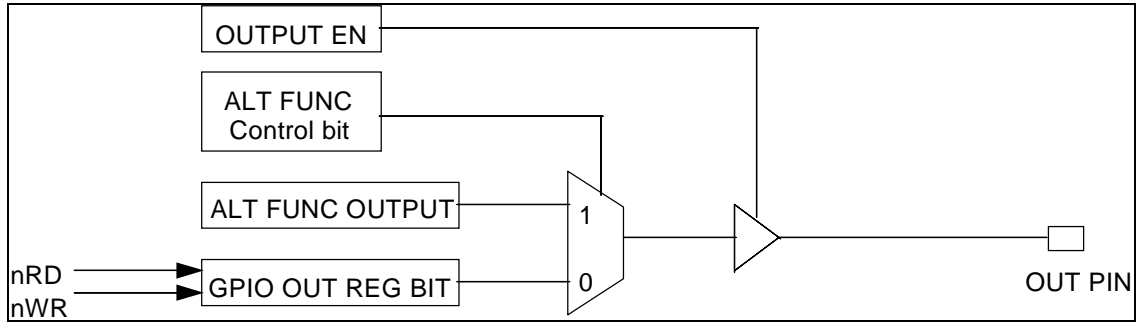 OUTPUT EN
ALT FUNC
Control bit
ALT FUNC OUTPUT
1
nRD
nWR
GPIO OUT REG BIT
0
OUT PIN